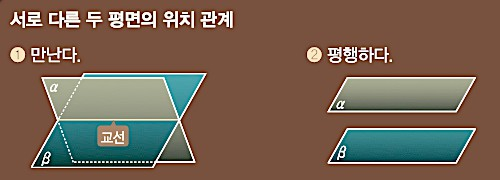 서로 다른 두 평면의 위치 관계
❶ 만난다.
α
교선
β
❷ 평행하다.
α
β